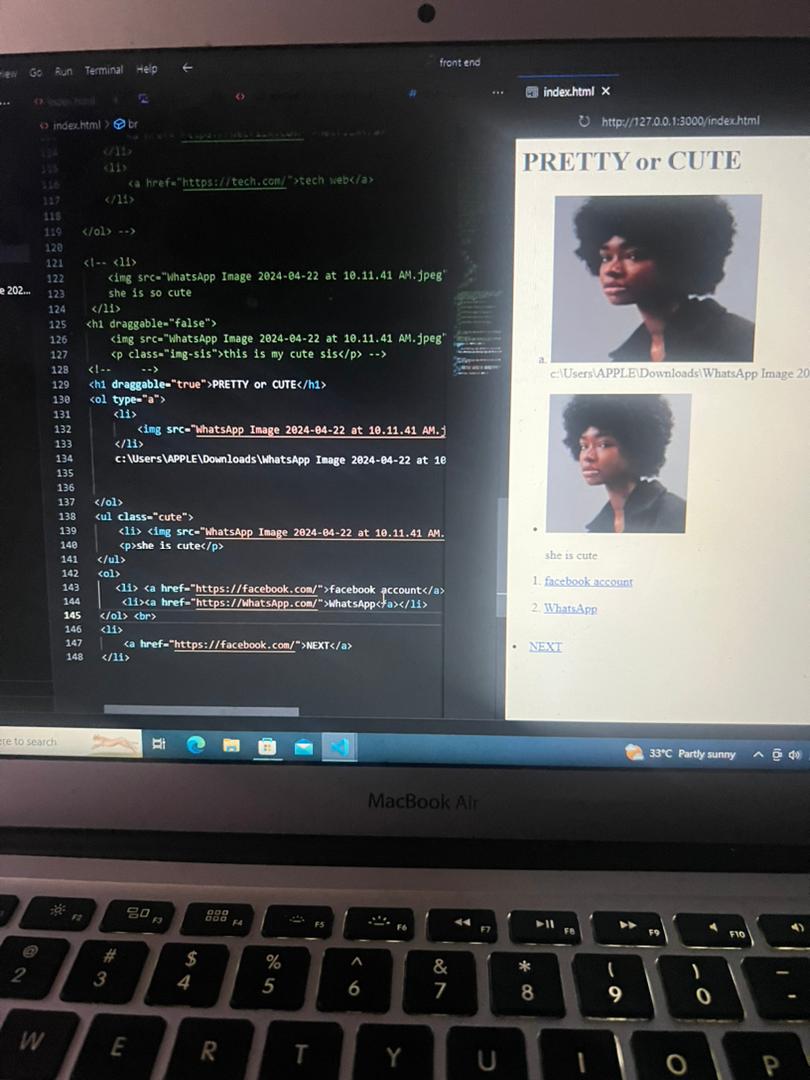 Go Run Terminal Help ←
front end
...
index.html > br
index.html ×
http://127.0.0.1:3000/index.html
</li>
115 <li>
116 <a href="https://tech.com/">tech web</a>
117 </li>
118
119 </ol> -->
120
121 <!-- <li>
122 <img src="WhatsApp Image 2024-04-22 at 10.11.41 AM.jpeg"
123 she is so cute
124 </li>
125 <h1 draggable="false">
126 <img src="WhatsApp Image 2024-04-22 at 10.11.41 AM.jpeg"
127 <p class="img-sis">this is my cute sis</p> -->
128 <!-- -->
129 <h1 draggable="true">PRETTY or CUTE</h1>
130 <ol type="a">
131 <li>
132 <img src="WhatsApp Image 2024-04-22 at 10.11.41 AM.j
133 </li>
134 c:\Users\APPLE\Downloads\WhatsApp Image 2024-04-22 at 10
135
136
137 </ol>
138 <ul class="cute">
139 <li> <img src="WhatsApp Image 2024-04-22 at 10.11.41 AM.
140 <p>she is cute</p>
141 </ul>
142 <ol>
143 <li> <a href="https://facebook.com/">facebook account</a>
144 <li><a href="https://WhatsApp.com/">WhatsApp</a></li>
145 </ol> <br>
146 <li>
147 <a href="https://facebook.com/">NEXT</a>
148 </li>
e 202...
PRETTY or CUTE
a.
c:\Users\APPLE\Downloads\WhatsApp Image 20
she is cute
1. facebook account
2. WhatsApp
• NEXT
ere to search
33°C Partly sunny
MacBook Air
F2 F3 F4 F5 F6 F7 F8 F9 F10
@ # $ % ^ & * ( ) –
2 3 4 5 6 7 8 9 0 -
W E R T Y U I O P